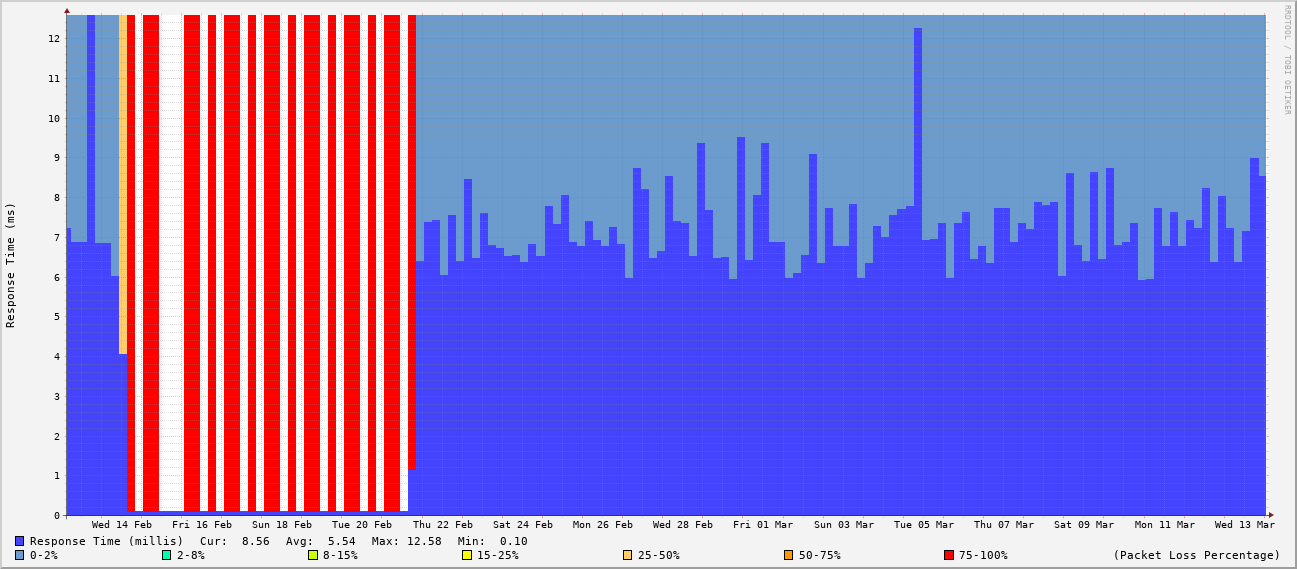 RRDTOOL / TOBI OETIKER
Response Time (ms)
12
11
10
9
8
7
6
5
4
3
2
1
0
Wed 14 Feb Fri 16 Feb Sun 18 Feb Tue 20 Feb Thu 22 Feb Sat 24 Feb Mon 26 Feb Wed 28 Feb Fri 01 Mar Sun 03 Mar Tue 05 Mar Thu 07 Mar Sat 09 Mar Mon 11 Mar Wed 13 Mar
Response Time (millis) Cur: 8.56 Avg: 5.54 Max: 12.58 Min: 0.10
0-2% 2-8% 8-15% 15-25% 25-50% 50-75% 75-100% (Packet Loss Percentage)